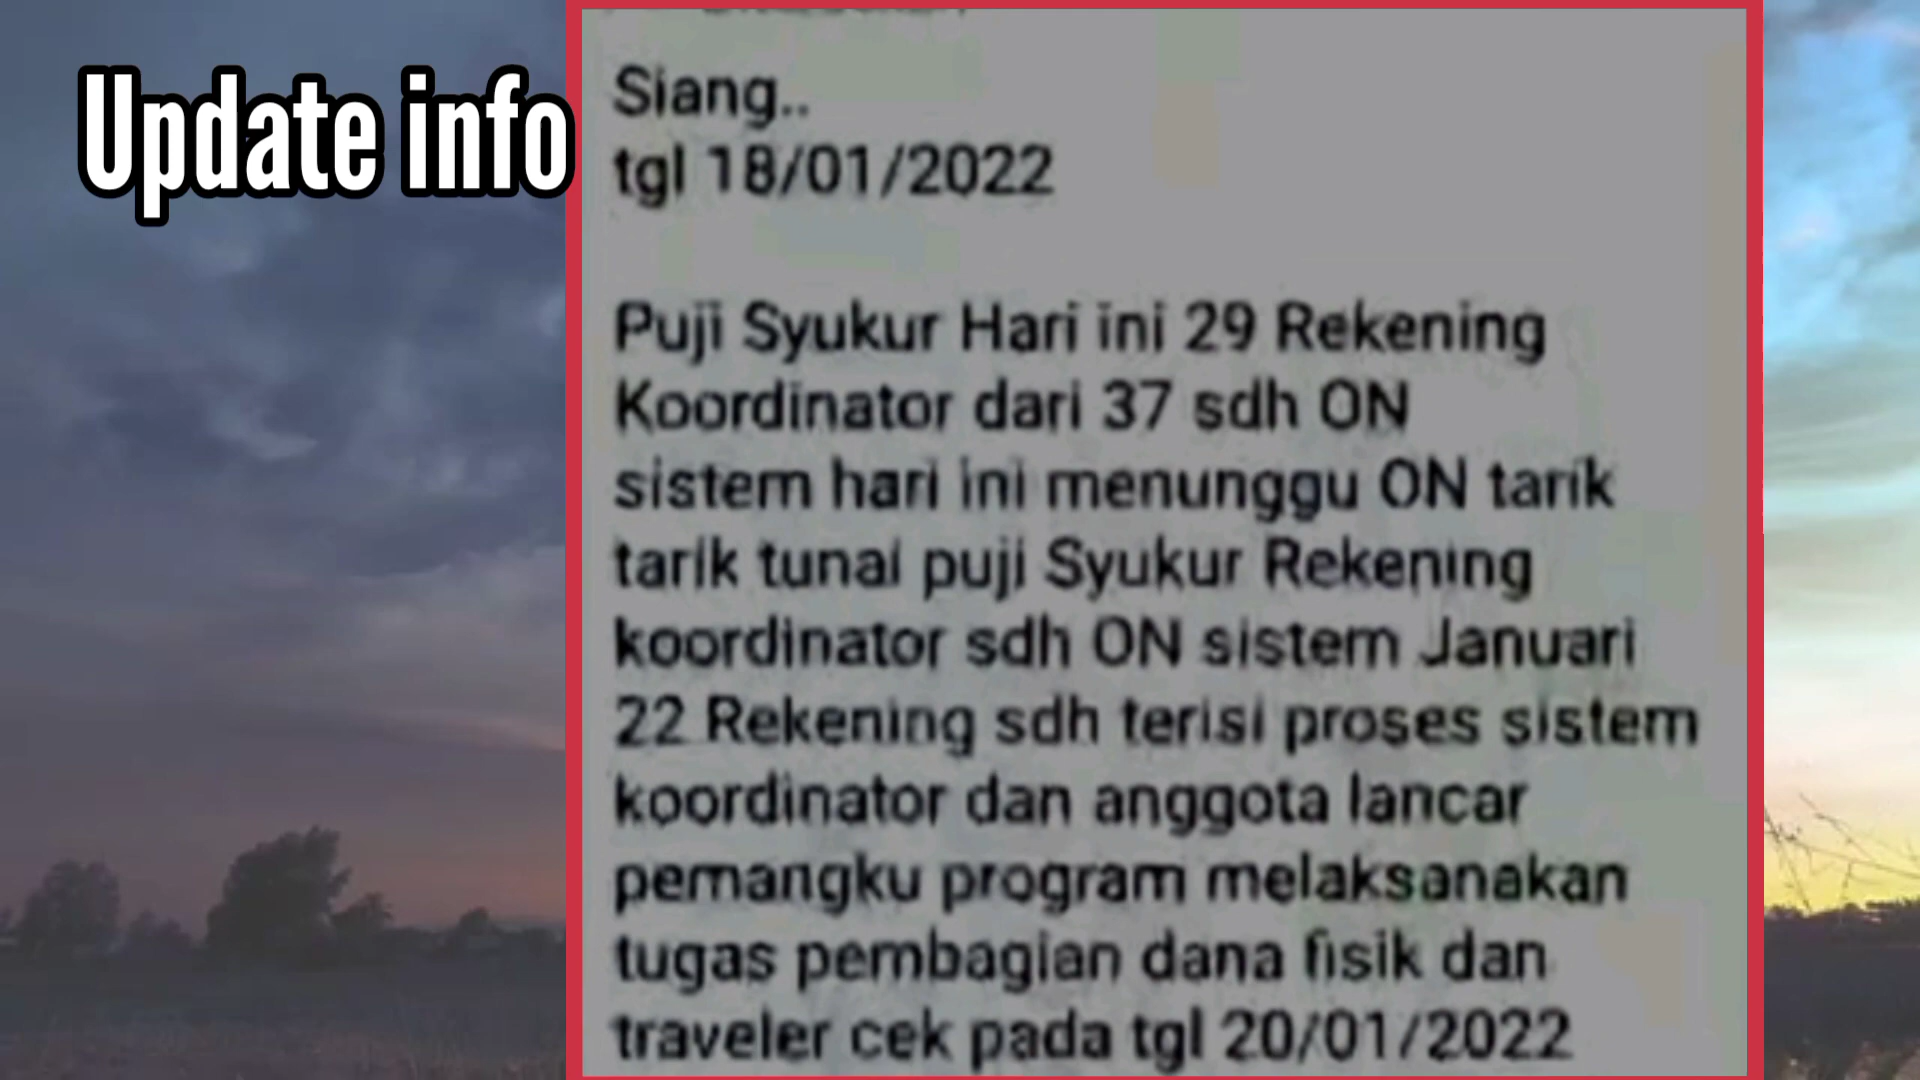 Update info
Siang..
tgl 18/01/2022
Puji Syukur Hari ini 29 Rekening
Koordinator dari 37 sdh ON
sistem hari ini menunggu ON tarik
tarik tunai puji Syukur Rekening
koordinator sdh ON sistem Januari
22 Rekening sdh terisi proses sistem
koordinator dan anggota lancar
pemangku program melaksanakan
tugas pembagian dana fisik dan
traveler cek pada tgl 20/01/2022